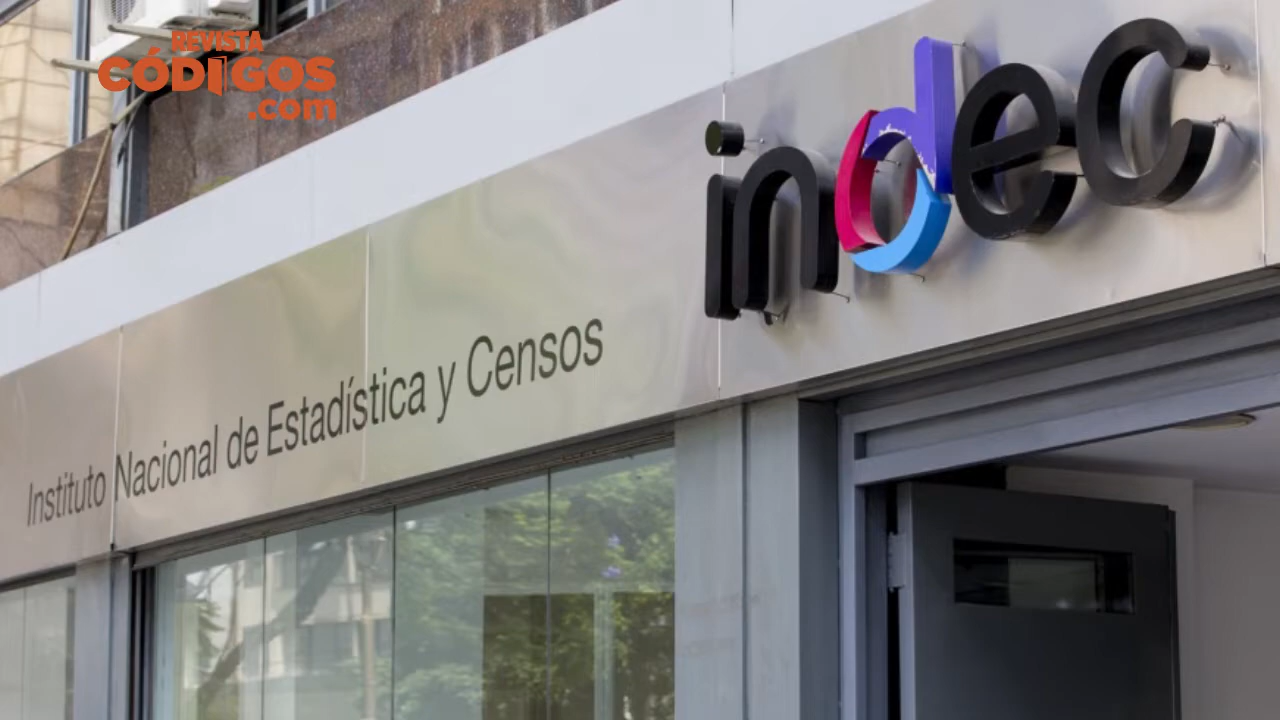 REVISTA
CÓDIGOS
.com
indec
Instituto Nacional de Estadística y Censos